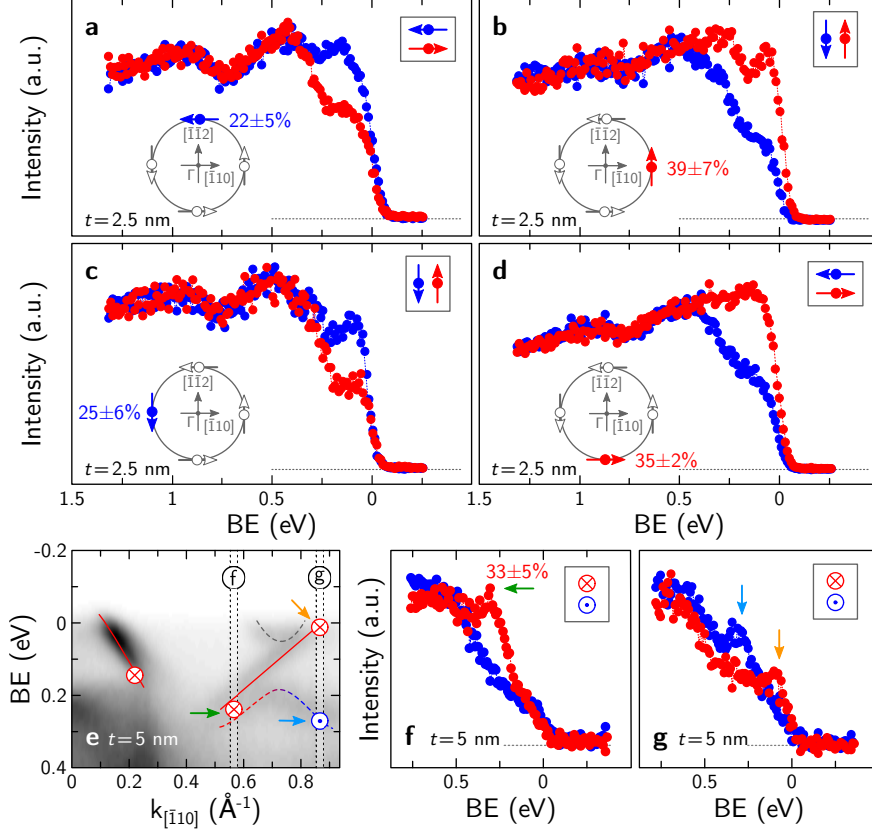 Intensity (a.u.)
a
22±5%
[1̄1̄2]
Γ
[1̄10]
t = 2.5 nm
Intensity (a.u.)
b
39±7%
[1̄1̄2]
Γ
[1̄10]
t = 2.5 nm
Intensity (a.u.)
c
25±6%
[1̄1̄2]
Γ
[1̄10]
t = 2.5 nm
1.5 1 0.5 0
BE (eV)
Intensity (a.u.)
d
35±2%
[1̄1̄2]
Γ
[1̄10]
t = 2.5 nm
1.5 1 0.5 0
BE (eV)
BE (eV)
-0.2
0
0.2
0.4
f g
e t = 5 nm
0 0.2 0.4 0.6 0.8
k[1̄10] (Å-1)
Intensity (a.u.)
33±5%
f t = 5 nm
0.5 0
BE (eV)
g t = 5 nm
0.5 0
BE (eV)